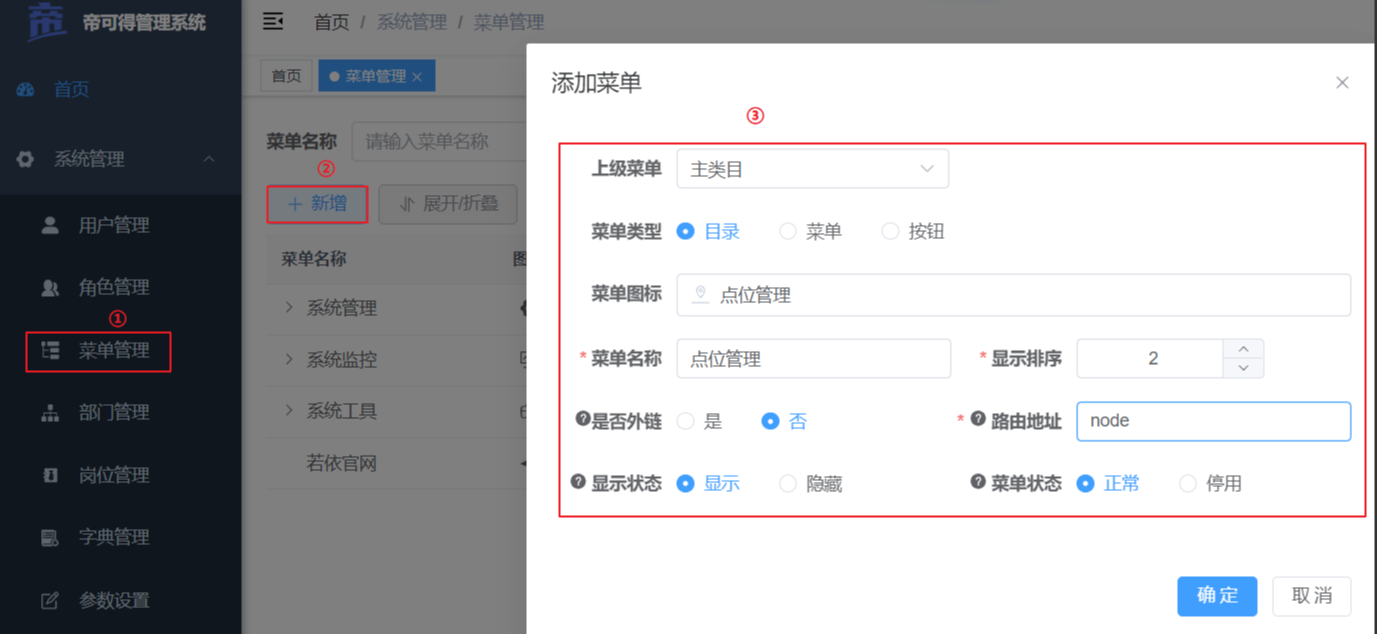 帝 帝可得管理系统
首页 / 系统管理 / 菜单管理
首页
首页 菜单管理 ×
系统管理
用户管理
角色管理
①
菜单管理
部门管理
岗位管理
字典管理
参数设置
菜单名称 请输入菜单名称
②
+ 新增 展开/折叠
菜单名称 图
系统管理
系统监控
系统工具
若依官网
添加菜单
③
上级菜单 主类目
菜单类型 目录 菜单 按钮
菜单图标 点位管理
* 菜单名称 点位管理 * 显示排序 2
是否外链 是 否 * 路由地址 node
显示状态 显示 隐藏 菜单状态 正常 停用
确定 取消